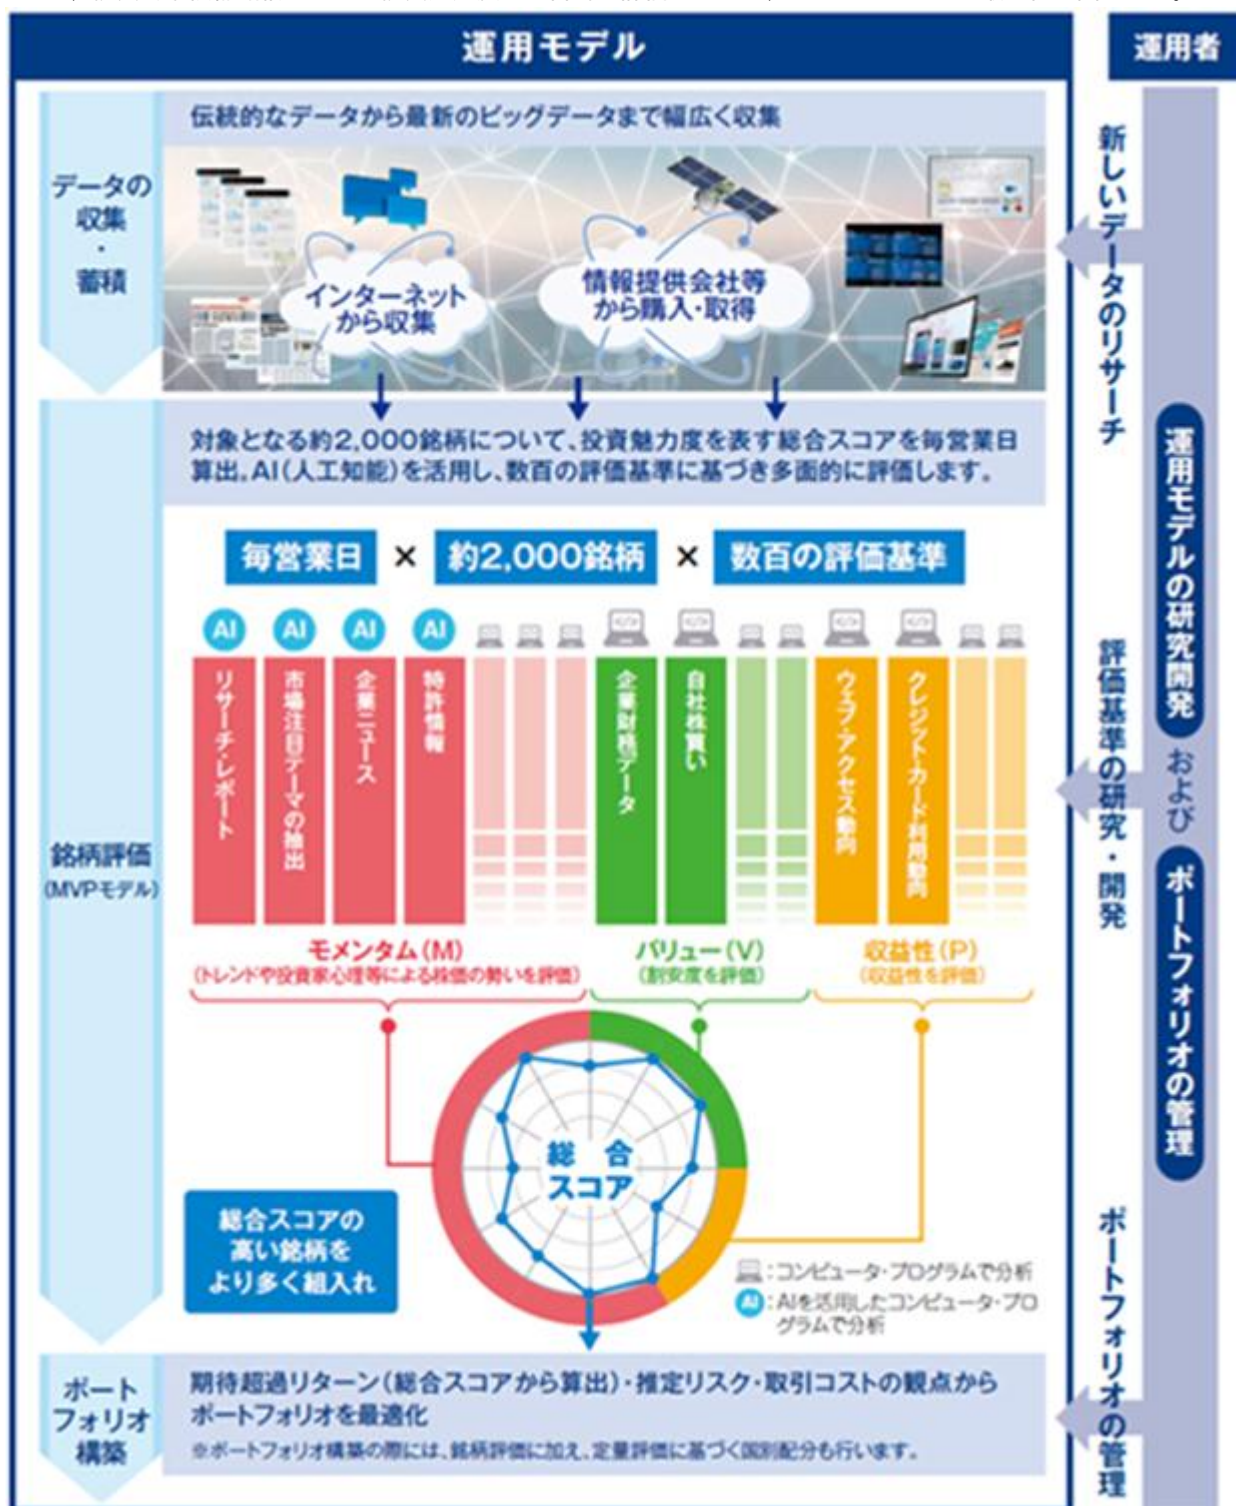 運用モデル
運用者
伝統的なデータから最新のビッグデータまで幅広く収集
データの
収集
・
蓄積
インターネット
から収集
情報提供会社等
から購入・取得
新しいデータのリサーチ
対象となる約2,000銘柄について、投資魅力度を表す総合スコアを毎営業日
算出。AI(人工知能)を活用し、数百の評価基準に基づき多面的に評価します。
毎営業日 × 約2,000銘柄 × 数百の評価基準
AI AI AI AI
リサーチ・レポート
市場注目テーマの抽出
企業ニュース
特許情報
企業財務データ
自社株買い
ウェブ・アクセス動向
クレジット・カード利用動向
銘柄評価
(MVPモデル)
モメンタム(M)
(トレンドや投資家心理等による株価の勢いを評価)
バリュー(V)
(割安度を評価)
収益性(P)
(収益性を評価)
総合
スコア
総合スコアの
高い銘柄を
より多く組入れ
:コンピュータ・プログラムで分析
AI:AIを活用したコンピュータ・プロ
グラムで分析
評価基準の研究・開発
運用モデルの研究開発
および
ポートフォリオの管理
ポート
フォリオ
構築
期待超過リターン(総合スコアから算出)・推定リスク・取引コストの観点から
ポートフォリオを最適化
※ポートフォリオ構築の際には、銘柄評価に加え、定量評価に基づく国別配分も行います。
ポートフォリオの管理